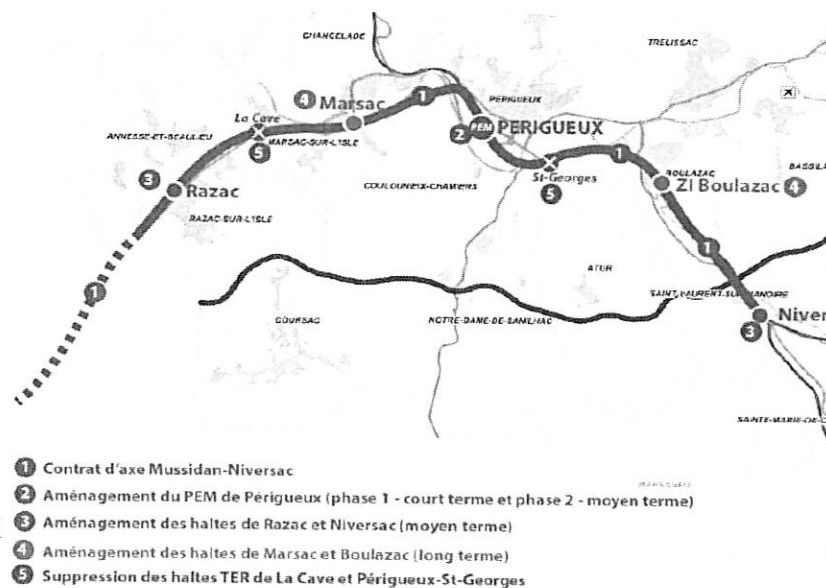 CHANCELADE
TRELISSAC
4 Marsac
1
PERIGUEUX
La Cave
2 PEM PERIGUEUX
ANNESSE-ET-BEAULIEU
MARSAC-SUR-L'ISLE
5
1
St-Georges
BOULAZAC
BASSILLA
3 Razac
COULOUNIEIX-CHAMIERS
5
ZI Boulazac 4
RAZAC-SUR-L'ISLE
1
ATUR
1
SAINT-LAURENT-SUR-MANOIRE
COURSAC
NOTRE-DAME-DE-SANILHAC
Niver
3
SAINTE-MARIE-DE-C
1 Contrat d'axe Mussidan-Niversac
MARSANEIX
2 Aménagement du PEM de Périgueux (phase 1 - court terme et phase 2 - moyen terme)
3 Aménagement des haltes de Razac et Niversac (moyen terme)
4 Aménagement des haltes de Marsac et Boulazac (long terme)
5 Suppression des haltes TER de La Cave et Périgueux-St-Georges